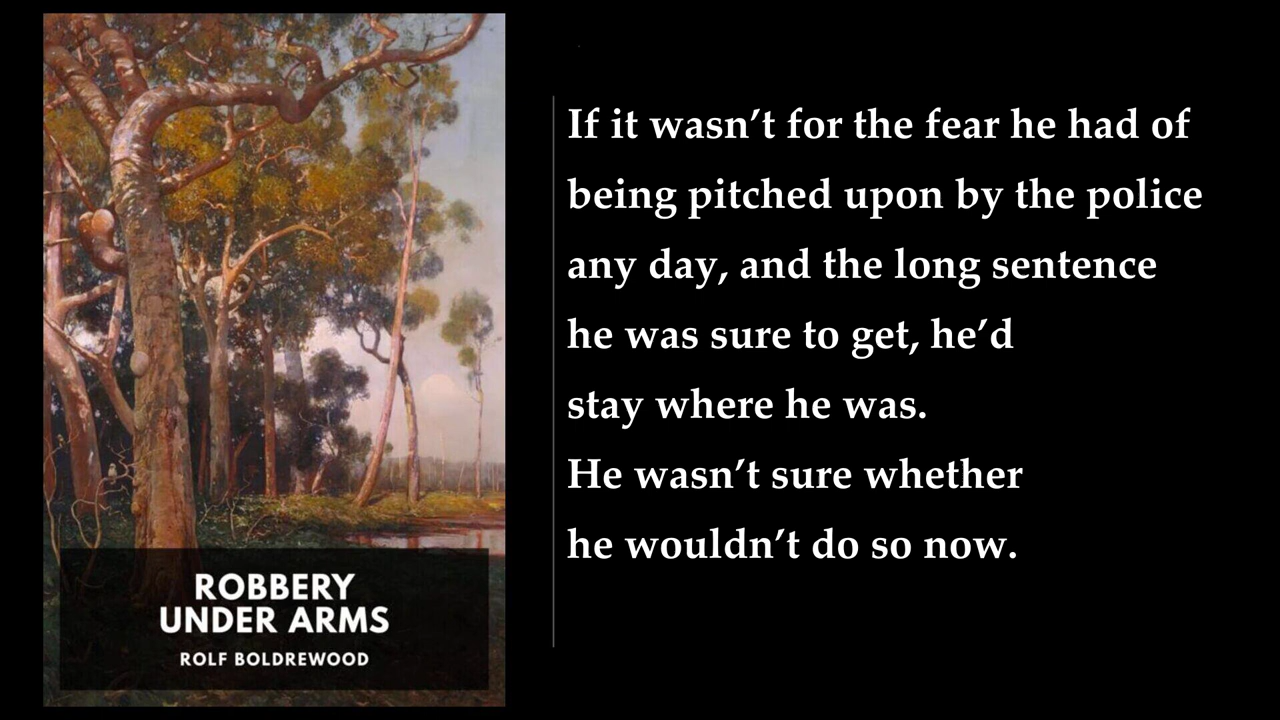 ROBBERY
UNDER ARMS
ROLF BOLDREWOOD
If it wasn’t for the fear he had of
being pitched upon by the police
any day, and the long sentence
he was sure to get, he’d
stay where he was.
He wasn’t sure whether
he wouldn’t do so now.